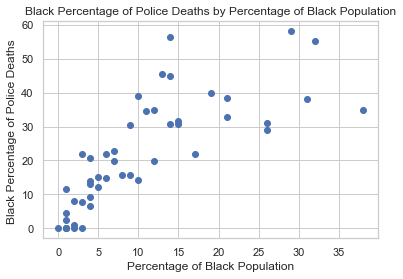 Black Percentage of Police Deaths by Percentage of Black Population
60
50
40
30
20
10
0
Black Percentage of Police Deaths
0 5 10 15 20 25 30 35
Percentage of Black Population